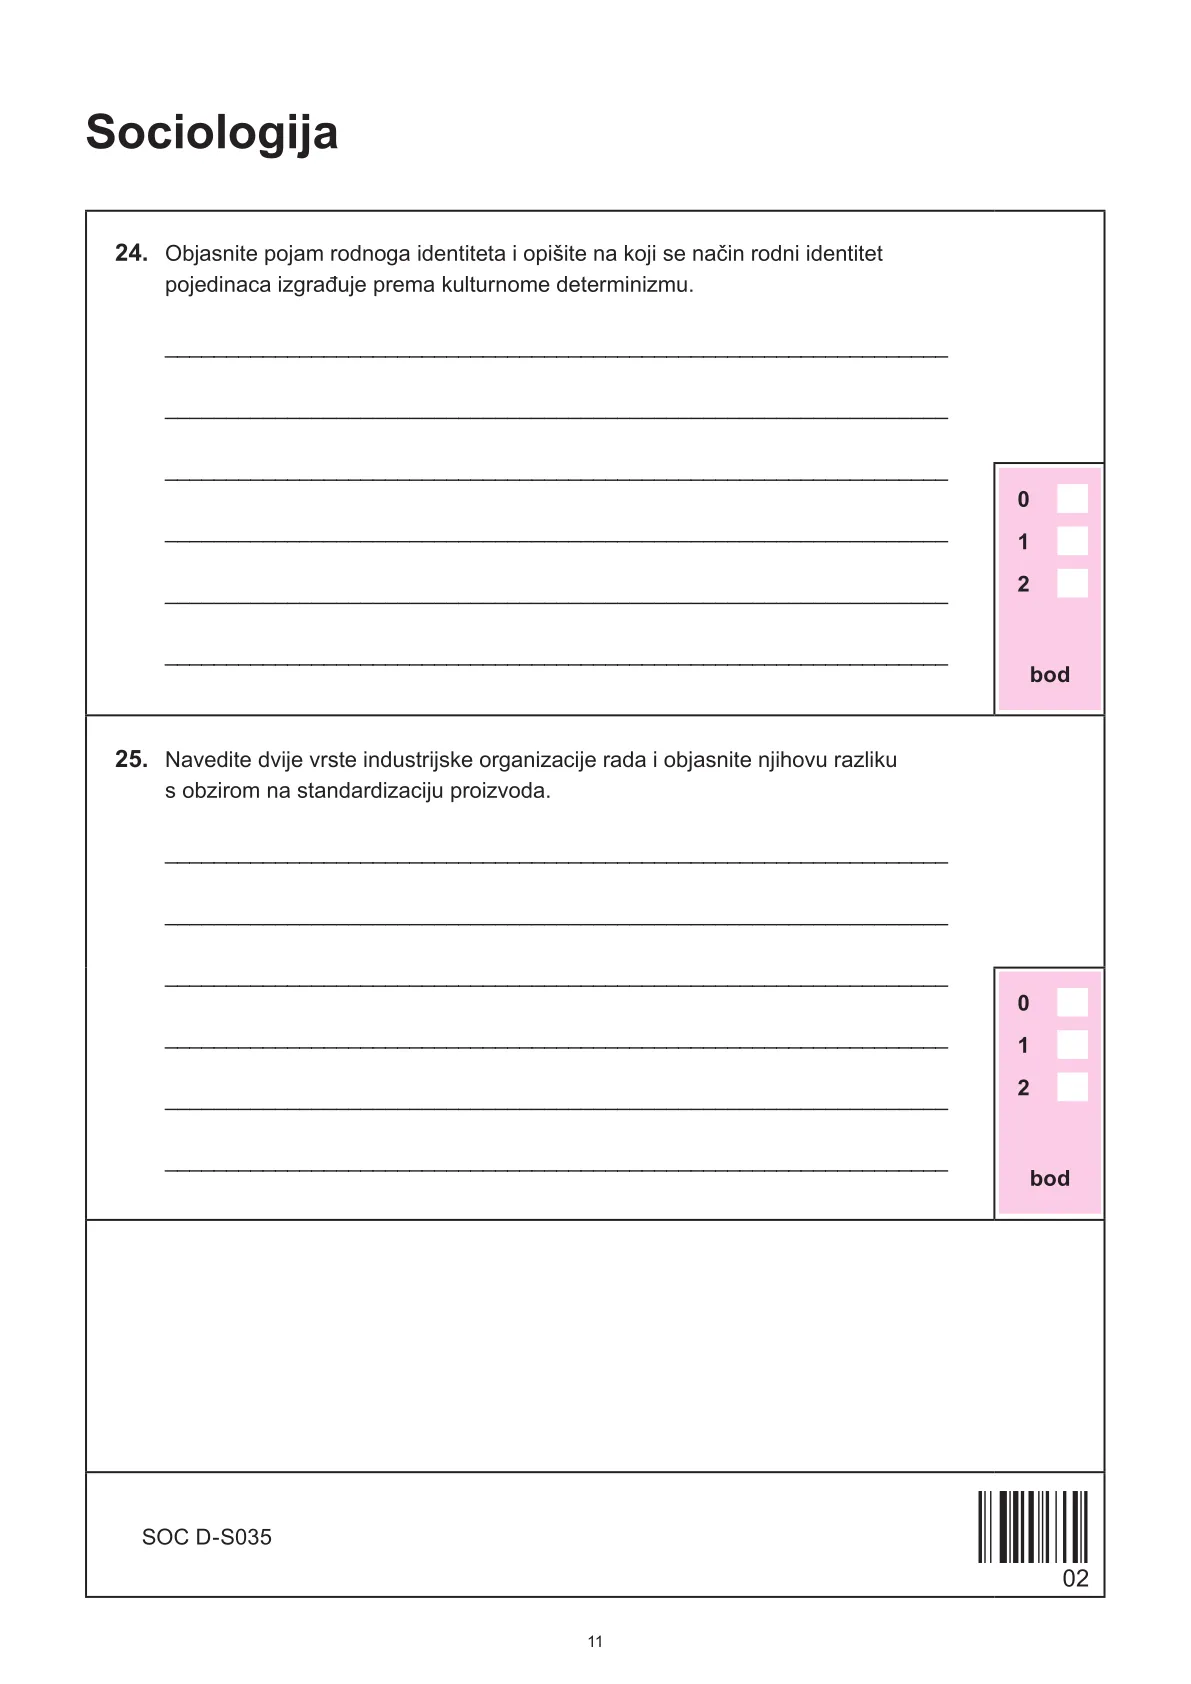 Sociologija
24. Objasnite pojam rodnoga identiteta i opišite na koji se način rodni identitet
pojedinaca izgrađuje prema kulturnome determinizmu.
0
1
2
bod
25. Navedite dvije vrste industrijske organizacije rada i objasnite njihovu razliku
s obzirom na standardizaciju proizvoda.
0
1
2
bod
SOC D-S035
02
11